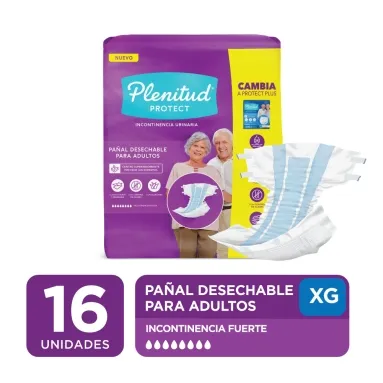 NUEVO
Plenitud
PROTECT
INCONTINENCIA URINARIA
CAMBIA
A PROTECT PLUS
PAÑAL DESECHABLE
PARA ADULTOS
16
UNIDADES
PAÑAL DESECHABLE
PARA ADULTOS
XG
INCONTINENCIA FUERTE